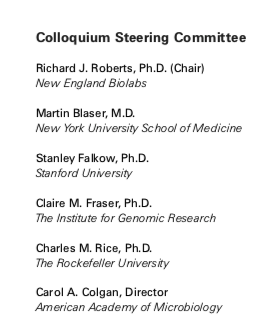 Colloquium Steering Committee
Richard J. Roberts, Ph.D. (Chair)
New England Biolabs
Martin Blaser, M.D.
New York University School of Medicine
Stanley Falkow, Ph.D.
Stanford University
Claire M. Fraser, Ph.D.
The Institute for Genomic Research
Charles M. Rice, Ph.D.
The Rockefeller University
Carol A. Colgan, Director
American Academy of Microbiology